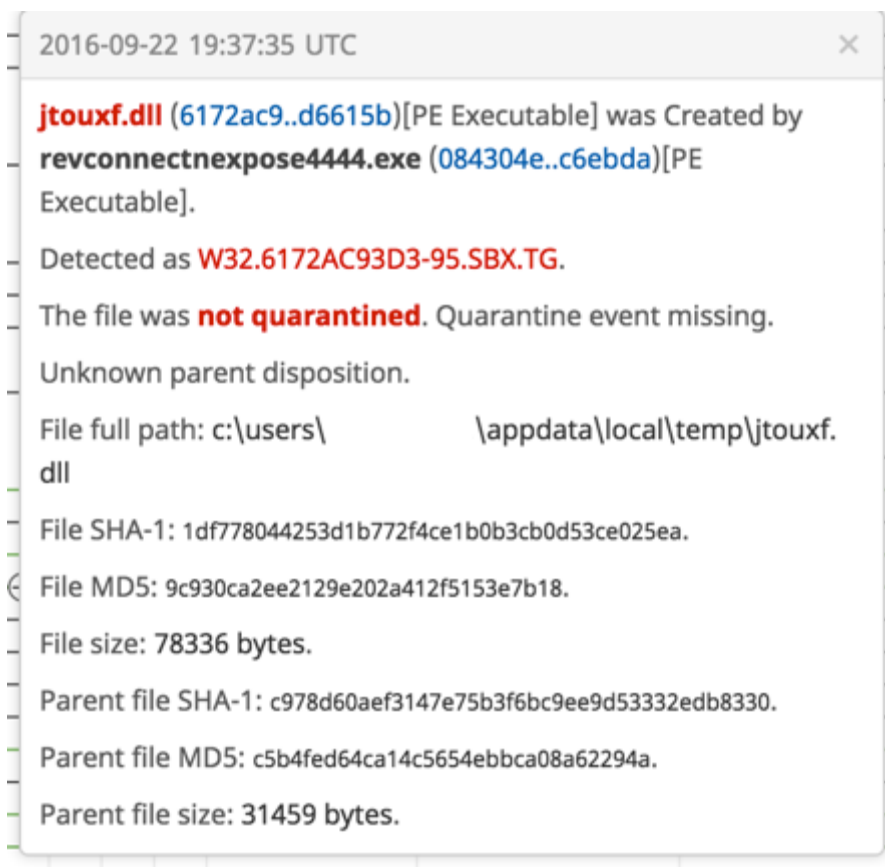 2016-09-22 19:37:35 UTC ×
jtouxf.dll (6172ac9..d6615b)[PE Executable] was Created by
revconnectnexpose4444.exe (084304e..c6ebda)[PE
Executable].
Detected as W32.6172AC93D3-95.SBX.TG.
The file was not quarantined. Quarantine event missing.
Unknown parent disposition.
File full path: c:\users\ \appdata\local\temp\jtouxf.
dll
File SHA-1: 1df778044253d1b772f4ce1b0b3cb0d53ce025ea.
File MD5: 9c930ca2ee2129e202a412f5153e7b18.
File size: 78336 bytes.
Parent file SHA-1: c978d60aef3147e75b3f6bc9ee9d53332edb8330.
Parent file MD5: c5b4fed64ca14c5654ebbca08a62294a.
Parent file size: 31459 bytes.